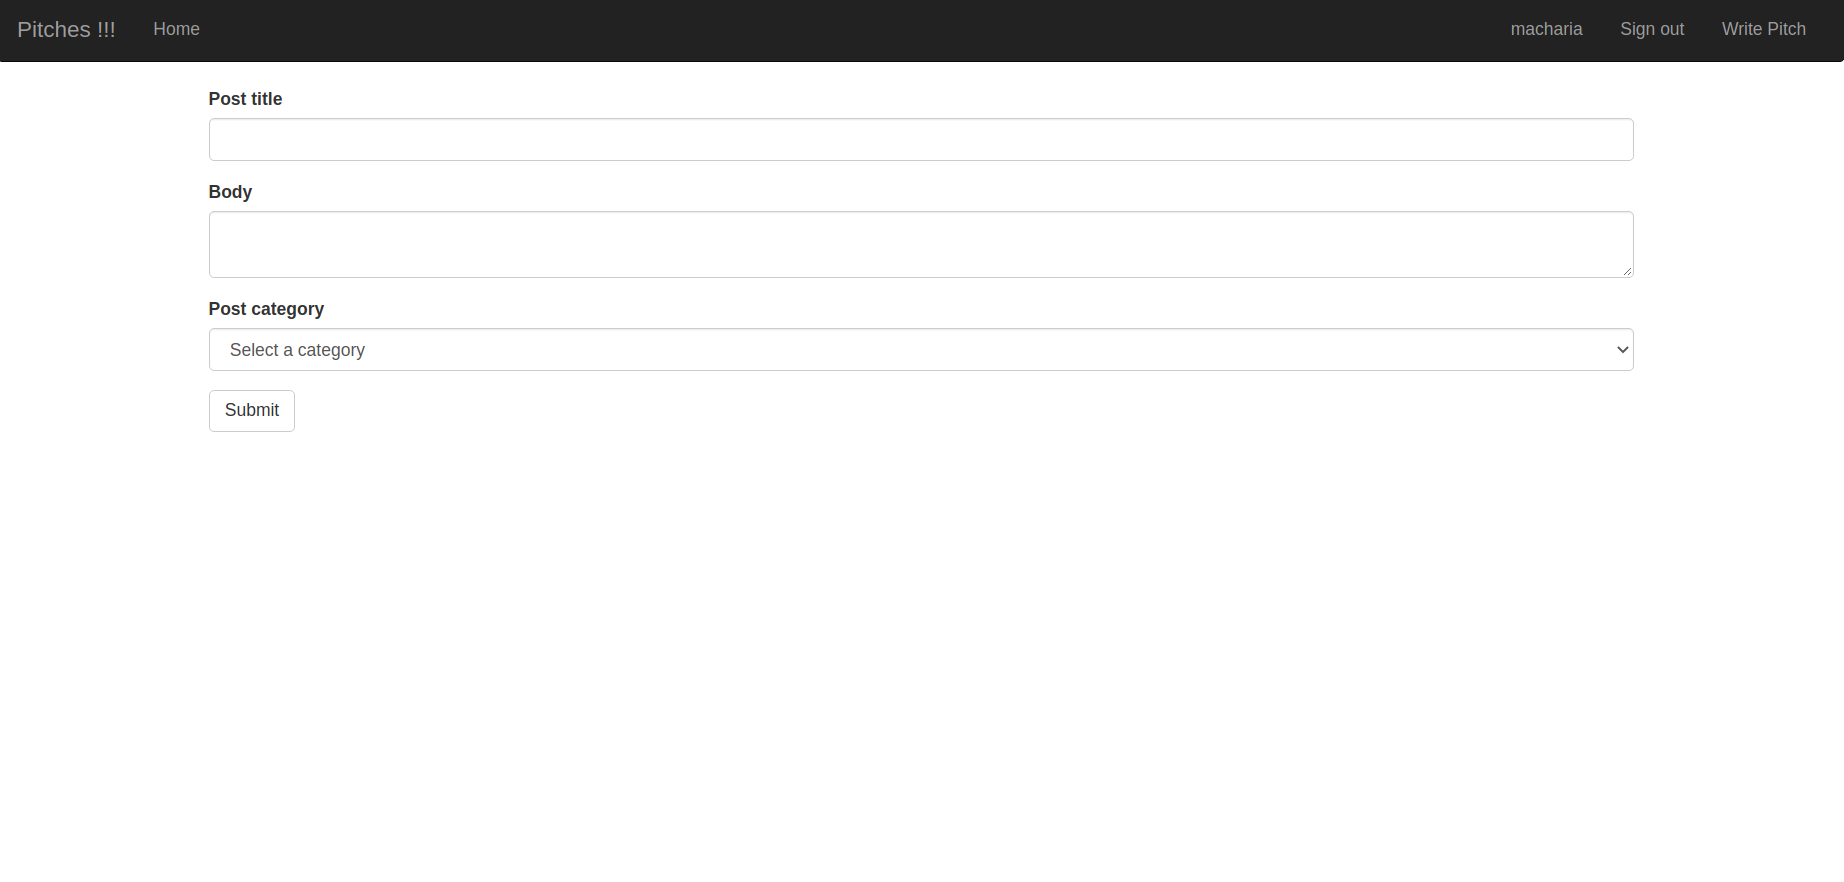 Pitches !!! Home macharia Sign out Write Pitch
Post title
Body
Post category
Select a category
Submit